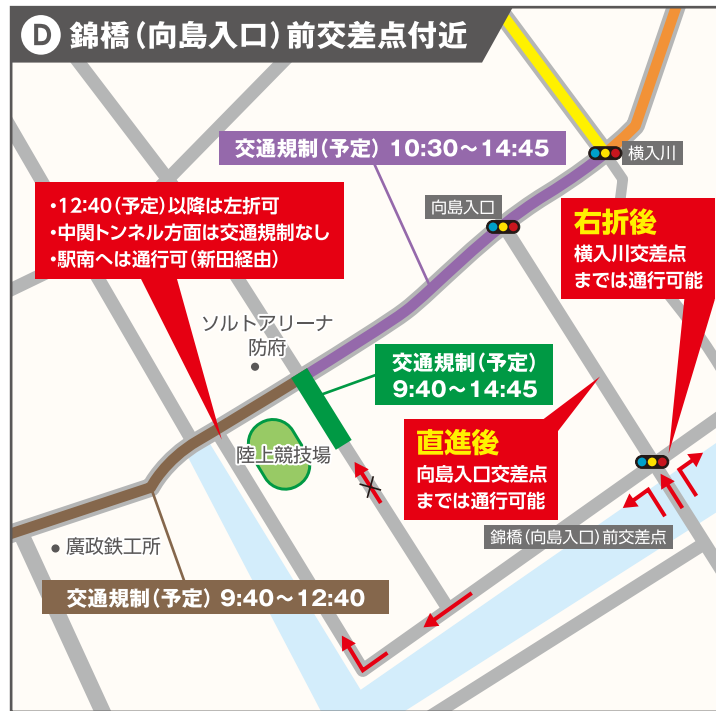 D 錦橋(向島入口)前交差点付近
交通規制(予定) 10:30～14:45
横入川
・12:40(予定)以降は左折可
・中関トンネル方面は交通規制なし
・駅南へは通行可(新田経由)
向島入口
右折後
横入川交差点
までは通行可能
ソルトアリーナ
防府
交通規制(予定)
9:40～14:45
直進後
向島入口交差点
までは通行可能
陸上競技場
錦橋(向島入口)前交差点
廣政鉄工所
交通規制(予定) 9:40～12:40